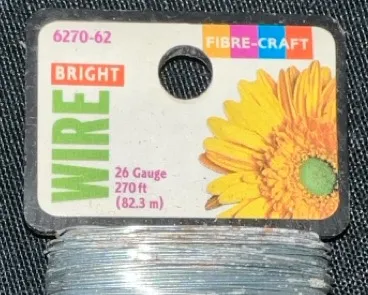 6270-62
FIBRE-CRAFT
BRIGHT
WIRE
26 Gauge
270 ft
(82.3 m)